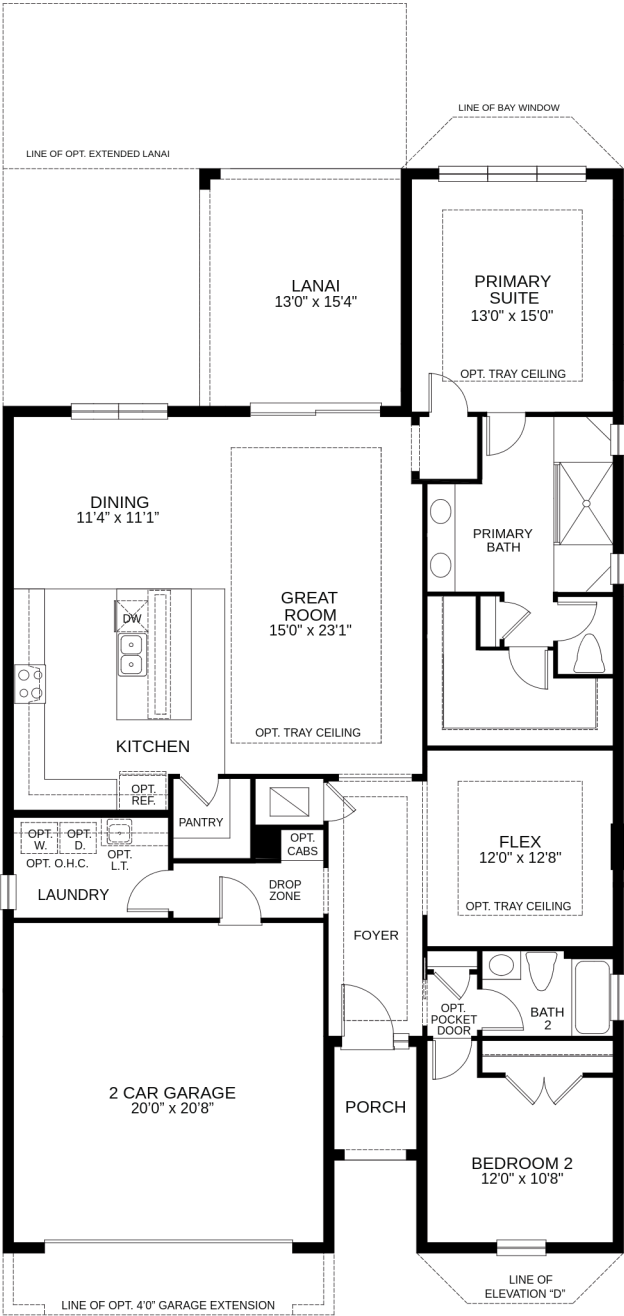 LINE OF BAY WINDOW
LINE OF OPT. EXTENDED LANAI
LANAI
13'0" x 15'4"
PRIMARY
SUITE
13'0" x 15'0"
OPT. TRAY CEILING
DINING
11'4” x 11'1”
PRIMARY
BATH
GREAT
ROOM
15'0" x 23'1"
DW
OPT. TRAY CEILING
KITCHEN
OPT.
REF.
PANTRY
OPT.
W.
OPT.
D.
OPT. O.H.C.
OPT.
L.T.
LAUNDRY
OPT.
CABS
DROP
ZONE
FLEX
12'0" x 12'8"
OPT. TRAY CEILING
FOYER
OPT.
POCKET
DOOR
BATH
2
2 CAR GARAGE
20'0” x 20'8”
PORCH
BEDROOM 2
12'0" x 10'8"
LINE OF
ELEVATION “D”
LINE OF OPT. 4'0” GARAGE EXTENSION